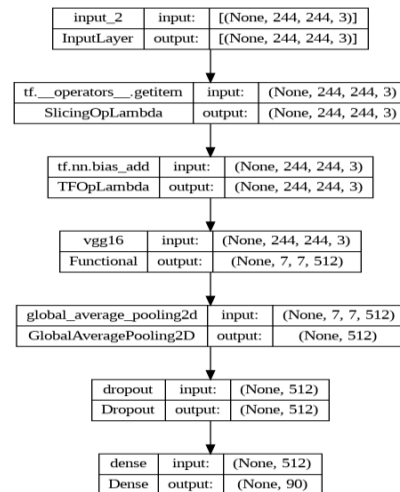 input_2 input: [(None, 244, 244, 3)]
InputLayer output: [(None, 244, 244, 3)]
tf.__operators__.getitem input: (None, 244, 244, 3)
SlicingOpLambda output: (None, 244, 244, 3)
tf.nn.bias_add input: (None, 244, 244, 3)
TFOpLambda output: (None, 244, 244, 3)
vgg16 input: (None, 244, 244, 3)
Functional output: (None, 7, 7, 512)
global_average_pooling2d input: (None, 7, 7, 512)
GlobalAveragePooling2D output: (None, 512)
dropout input: (None, 512)
Dropout output: (None, 512)
dense input: (None, 512)
Dense output: (None, 90)